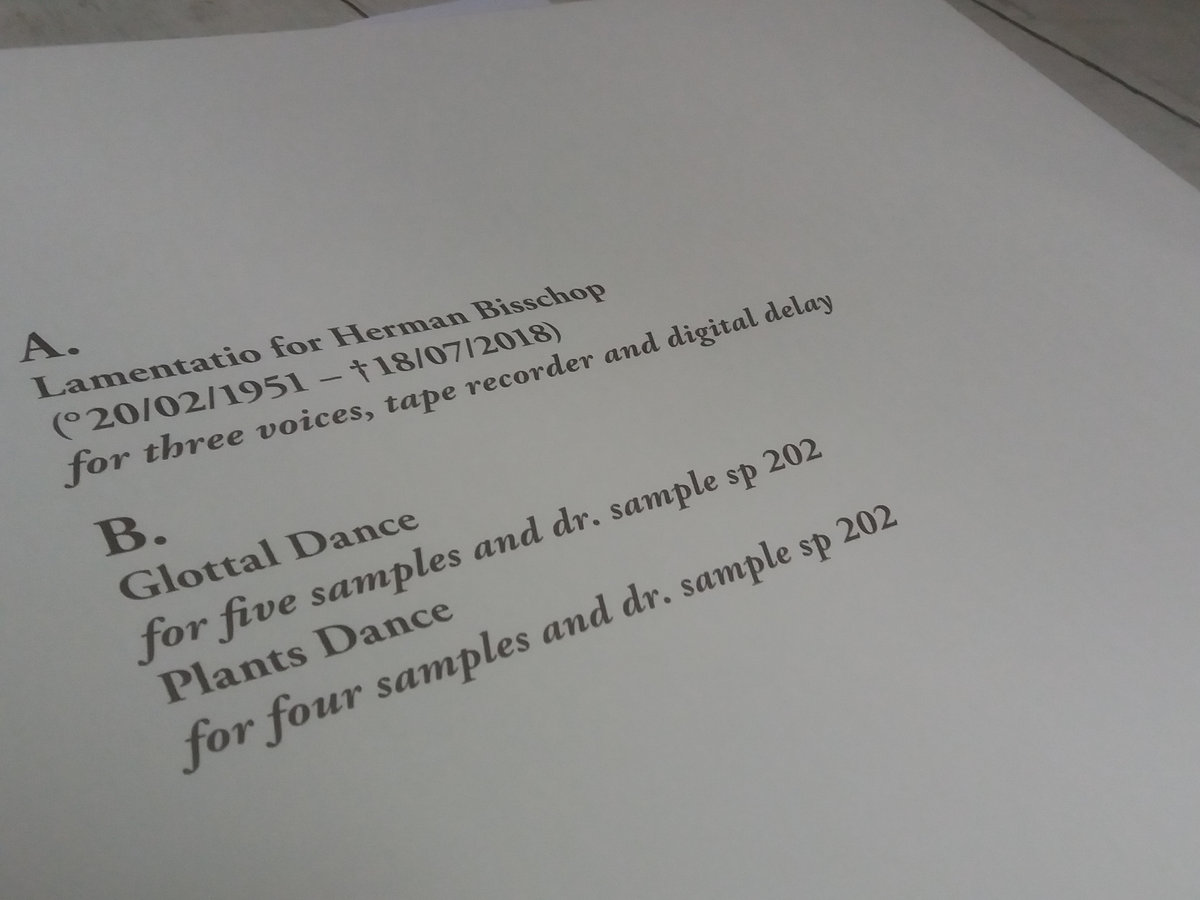 A.
Lamentatio for Herman Bisschop
(°20/02/1951 – †18/07/2018)
for three voices, tape recorder and digital delay
B.
Glottal Dance
for five samples and dr. sample sp 202
Plants Dance
for four samples and dr. sample sp 202